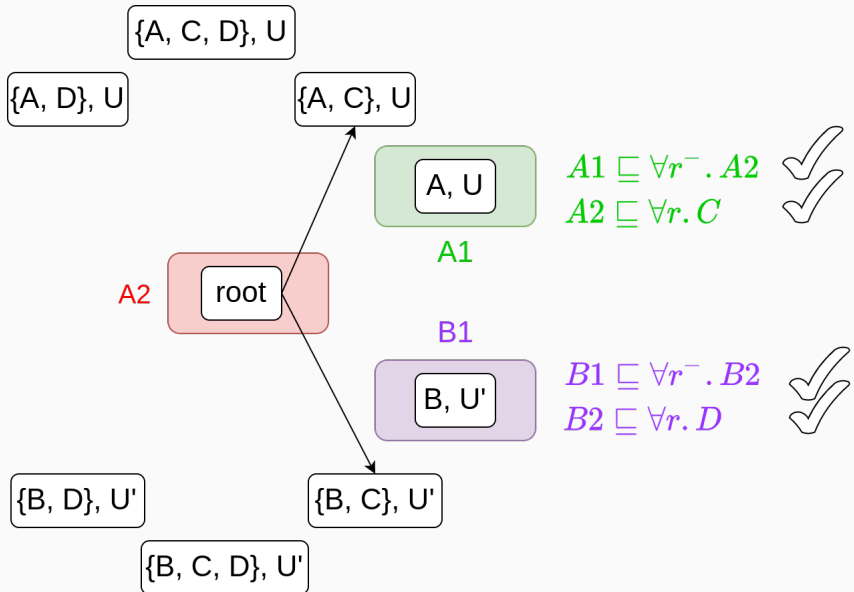 {A, C, D}, U
{A, D}, U
{A, C}, U
A, U
A1 ⊑ ∀r⁻. A2
A2 ⊑ ∀r. C
A1
A2
root
B1
B, U'
B1 ⊑ ∀r⁻. B2
B2 ⊑ ∀r. D
{B, D}, U'
{B, C}, U'
{B, C, D}, U'